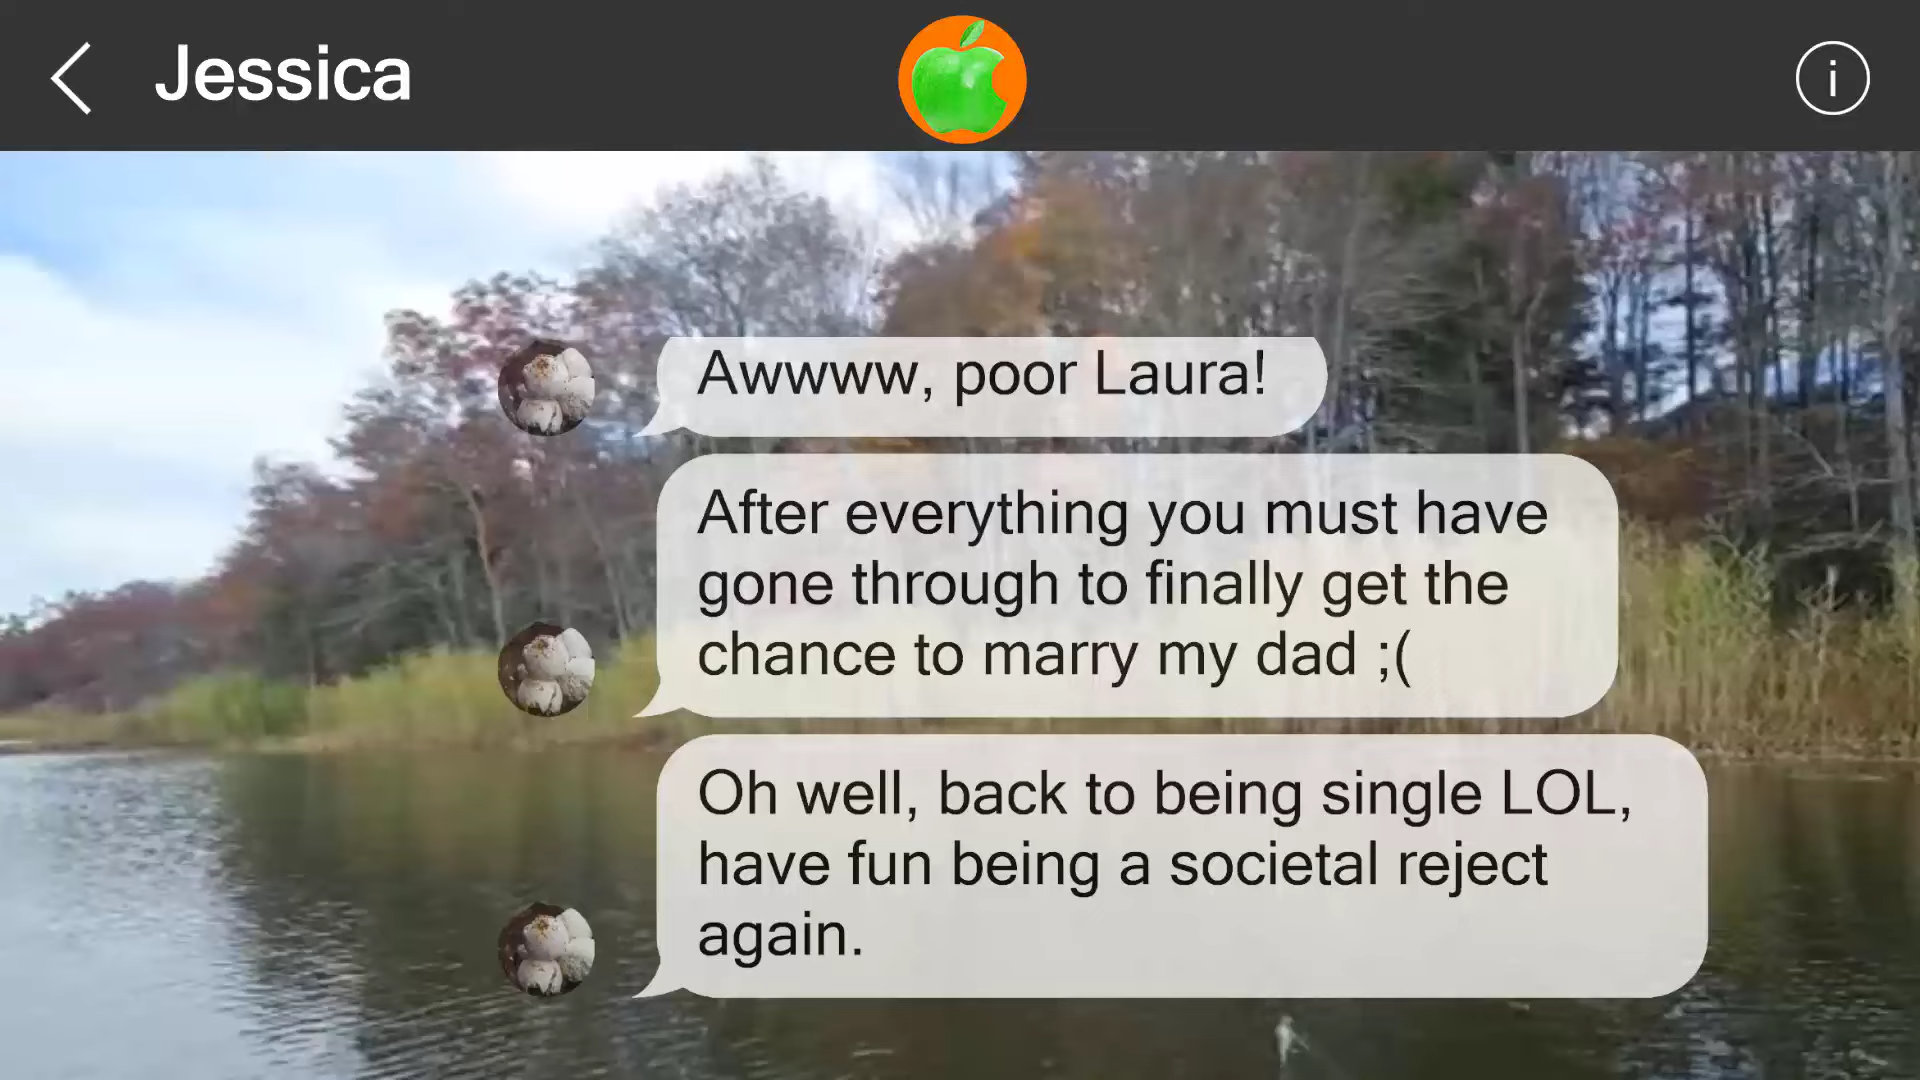 Jessica
i
Awwww, poor Laura!
After everything you must have
gone through to finally get the
chance to marry my dad ;(
Oh well, back to being single LOL,
have fun being a societal reject
again.